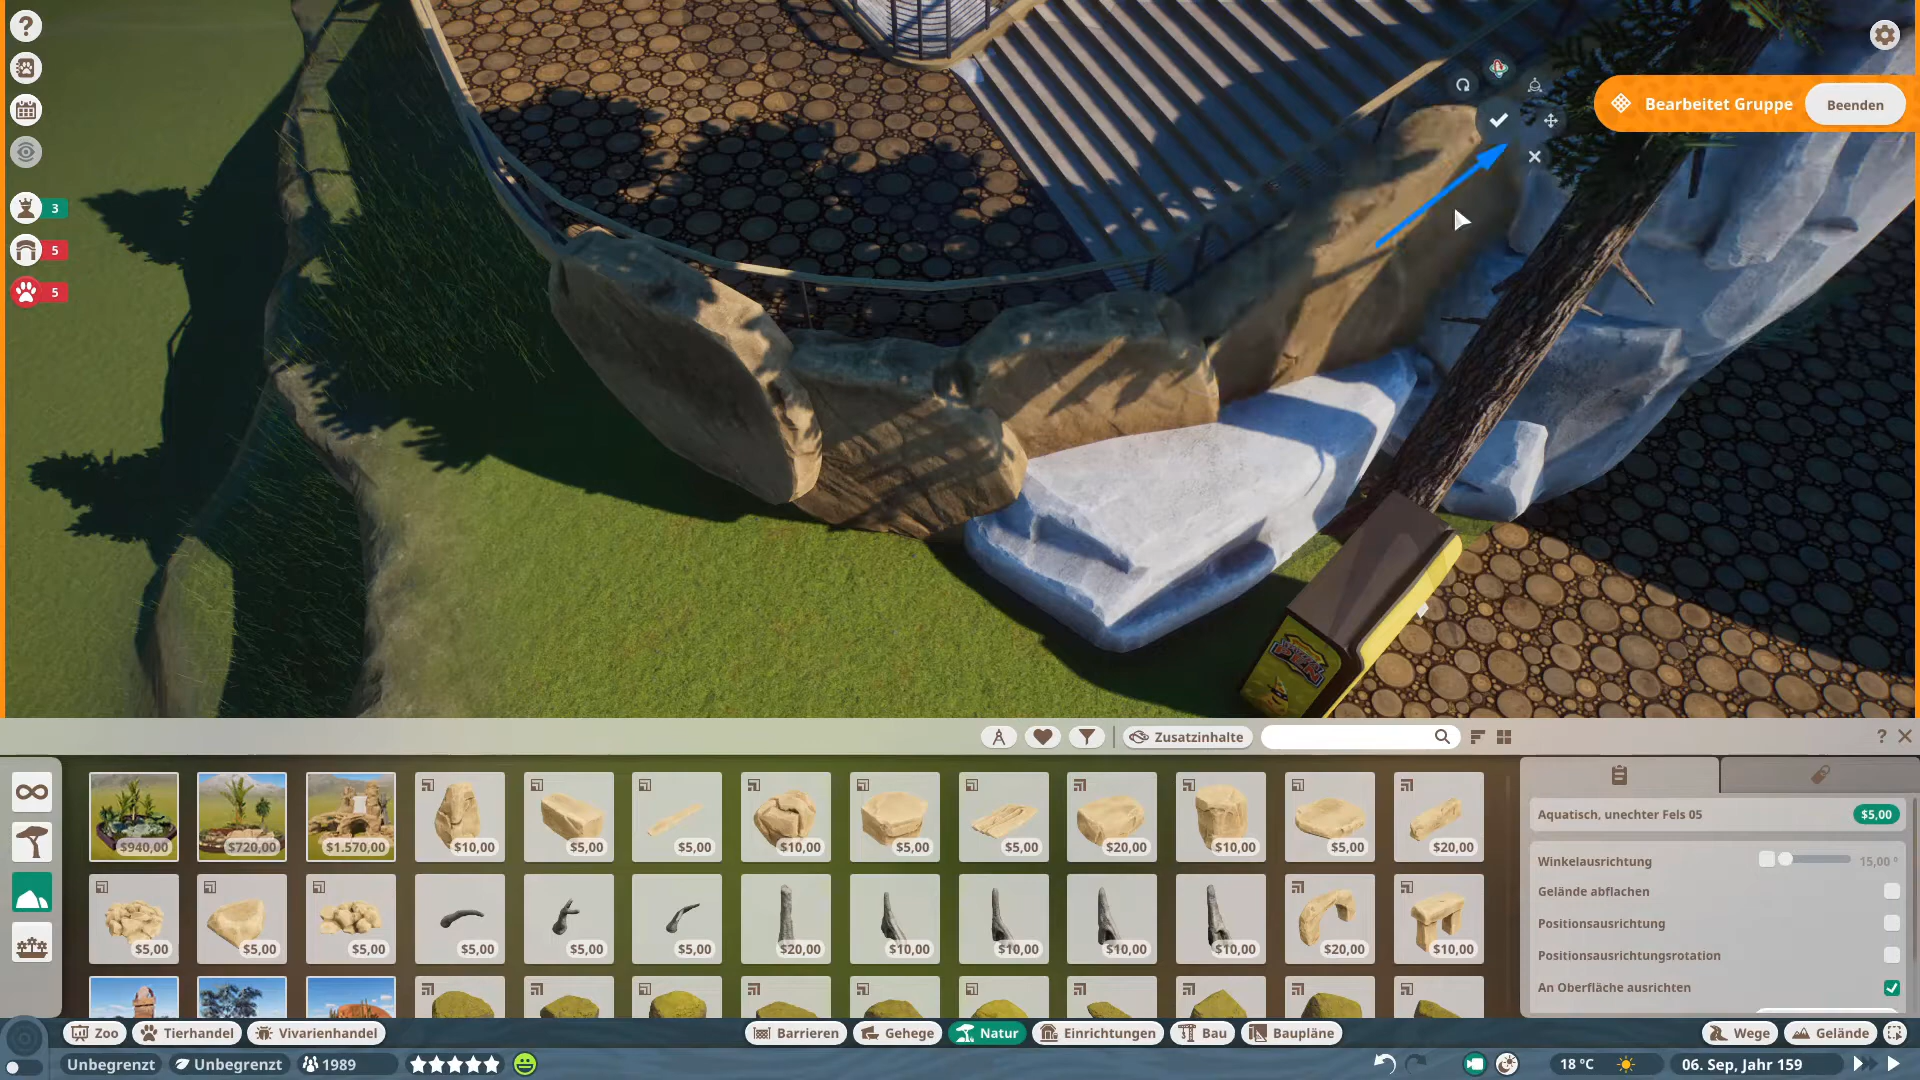 Bearbeitet Gruppe
Beenden
3
5
5
Zusatzinhalte
?
$940,00
$720,00
$1.570,00
$10,00
$5,00
$5,00
$10,00
$5,00
$5,00
$20,00
$10,00
$5,00
$20,00
$5,00
$5,00
$5,00
$5,00
$5,00
$5,00
$20,00
$10,00
$10,00
$10,00
$10,00
$20,00
$10,00
Aquatisch, unechter Fels 05
$5,00
Winkelausrichtung
15,00 °
Gelände abflachen
Positionsausrichtung
Positionsausrichtungsrotation
An Oberfläche ausrichten
Zoo
Tierhandel
Vivarienhandel
Barrieren
Gehege
Natur
Einrichtungen
Bau
Baupläne
Wege
Gelände
Unbegrenzt
Unbegrenzt
1989
18 °C
06. Sep, Jahr 159